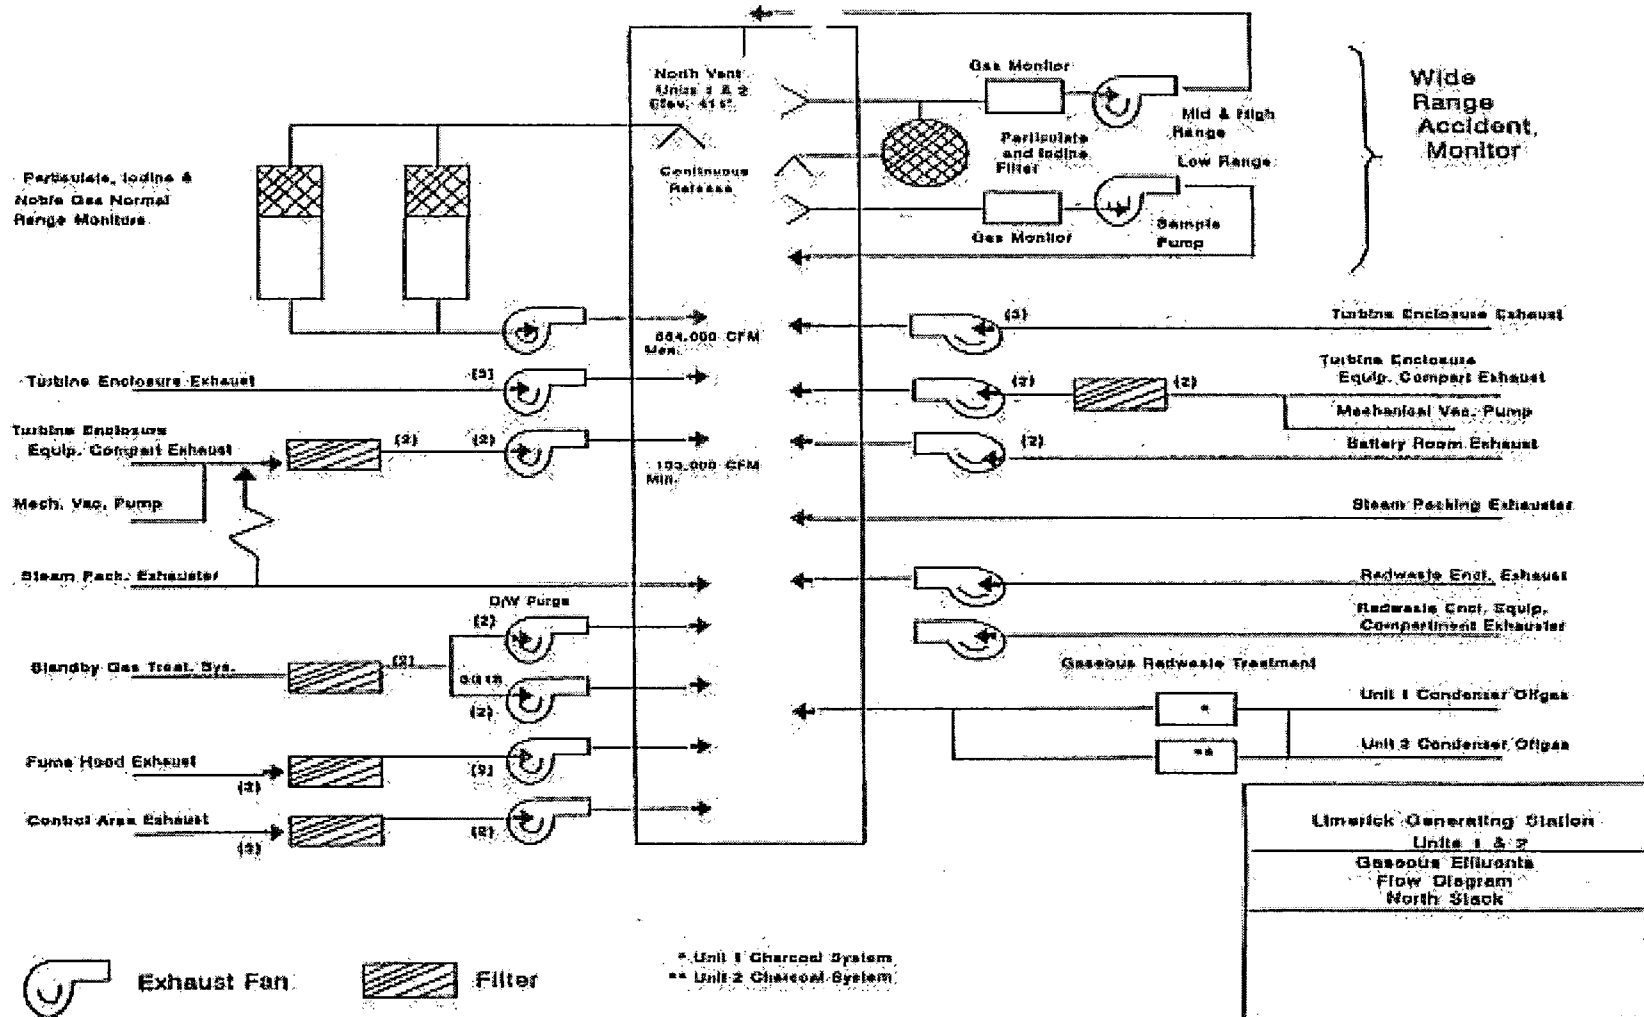 North Vent
Units 1 & 2
Elev. 411'
Continuous
Release
Gas Monitor
Mid & High
Range
Particulate
and Iodine
Filter
Low Range
Gas Monitor
Sample
Pump
Wide
Range
Accident
Monitor
Particulate, Iodine &
Noble Gas Normal
Range Monitors
664,000 CFM
Max.
Turbine Enclosure Exhaust
(3)
Turbine Enclosure
Equip. Compart Exhaust
(2)
(2)
Mech. Vac. Pump
Min.
Steam Pack. Exhauster
D/W Purge
(2)
Standby Gas Treat. Sys.
(2)
SGTS
(2)
Fume Hood Exhaust
(2)
Control Area Exhaust
(3)
Turbine Enclosure Exhaust
Turbine Enclosure
Equip. Compart Exhaust
(2)
(2)
Mechanical Vac. Pump
Battery Room Exhaust
(2)
Steam Packing Exhauster
Radwaste Encl. Exhaust
Radwaste Encl. Equip.
Compartment Exhauster
Gaseous Radwaste Treatment
Unit 1 Condenser Offgas
*
Unit 2 Condenser Offgas
**
Limerick Generating Station
Units 1 & 2
Gaseous Effluents
Flow Diagram
North Stack
Exhaust Fan
Filter
* Unit 1 Charcoal System
** Unit 2 Charcoal System